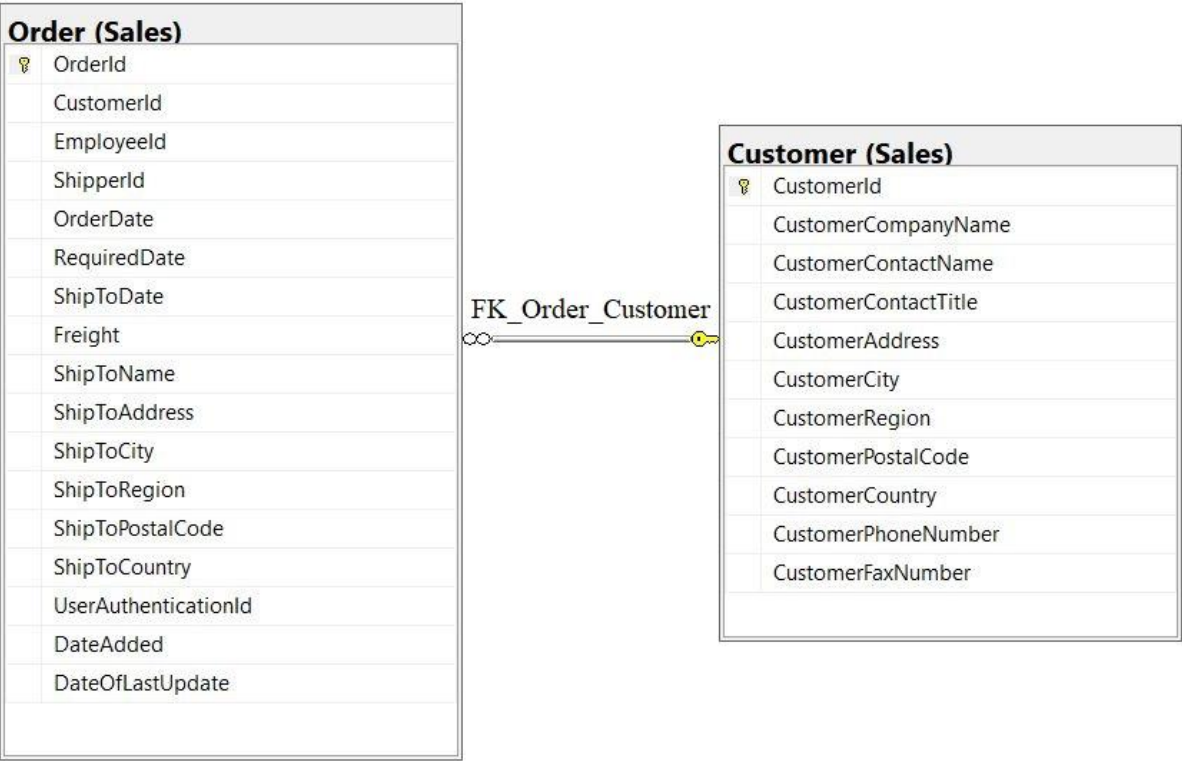 Order (Sales)
OrderId
CustomerId
EmployeeId
ShipperId
OrderDate
RequiredDate
ShipToDate
Freight
ShipToName
ShipToAddress
ShipToCity
ShipToRegion
ShipToPostalCode
ShipToCountry
UserAuthenticationId
DateAdded
DateOfLastUpdate
FK_Order_Customer
Customer (Sales)
CustomerId
CustomerCompanyName
CustomerContactName
CustomerContactTitle
CustomerAddress
CustomerCity
CustomerRegion
CustomerPostalCode
CustomerCountry
CustomerPhoneNumber
CustomerFaxNumber